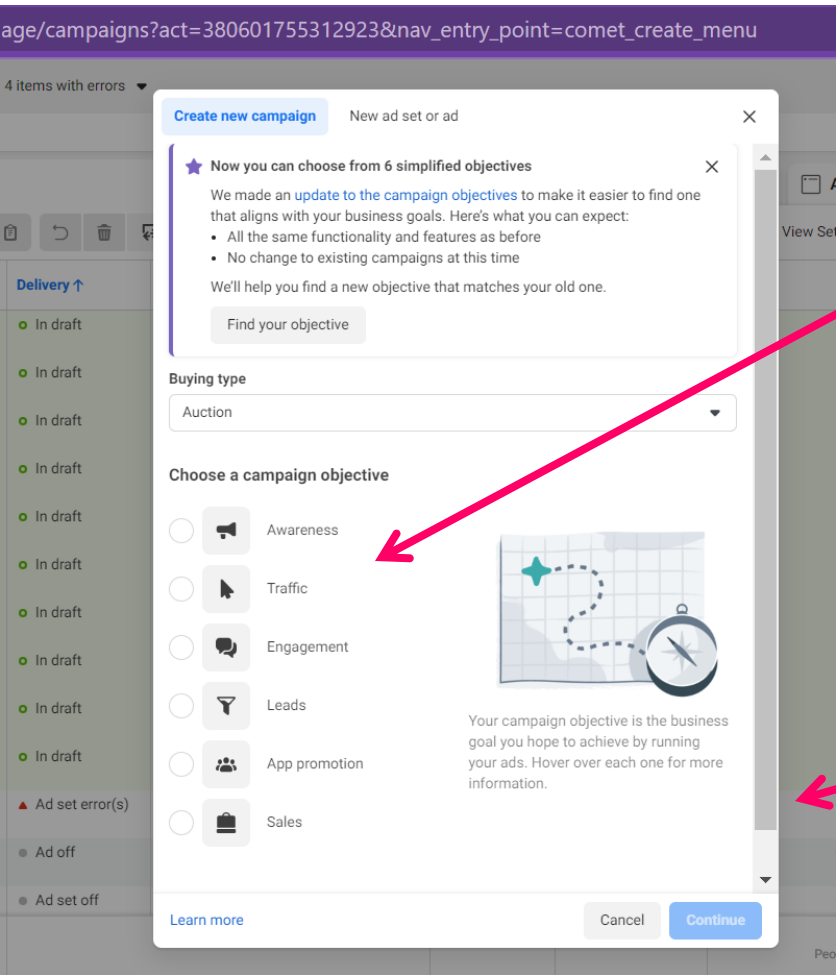 age/campaigns?act=380601755312923&nav_entry_point=comet_create_menu
4 items with errors
Create new campaign New ad set or ad
Now you can choose from 6 simplified objectives
We made an update to the campaign objectives to make it easier to find one
that aligns with your business goals. Here's what you can expect:
• All the same functionality and features as before
• No change to existing campaigns at this time
We'll help you find a new objective that matches your old one.
Find your objective
View Set
Delivery ↑
In draft
In draft
In draft
In draft
In draft
In draft
In draft
In draft
In draft
In draft
Ad set error(s)
Ad off
Ad set off
Buying type
Auction
Choose a campaign objective
Awareness
Traffic
Engagement
Leads
App promotion
Sales
Your campaign objective is the business
goal you hope to achieve by running
your ads. Hover over each one for more
information.
Learn more
Cancel
Continue
Peo